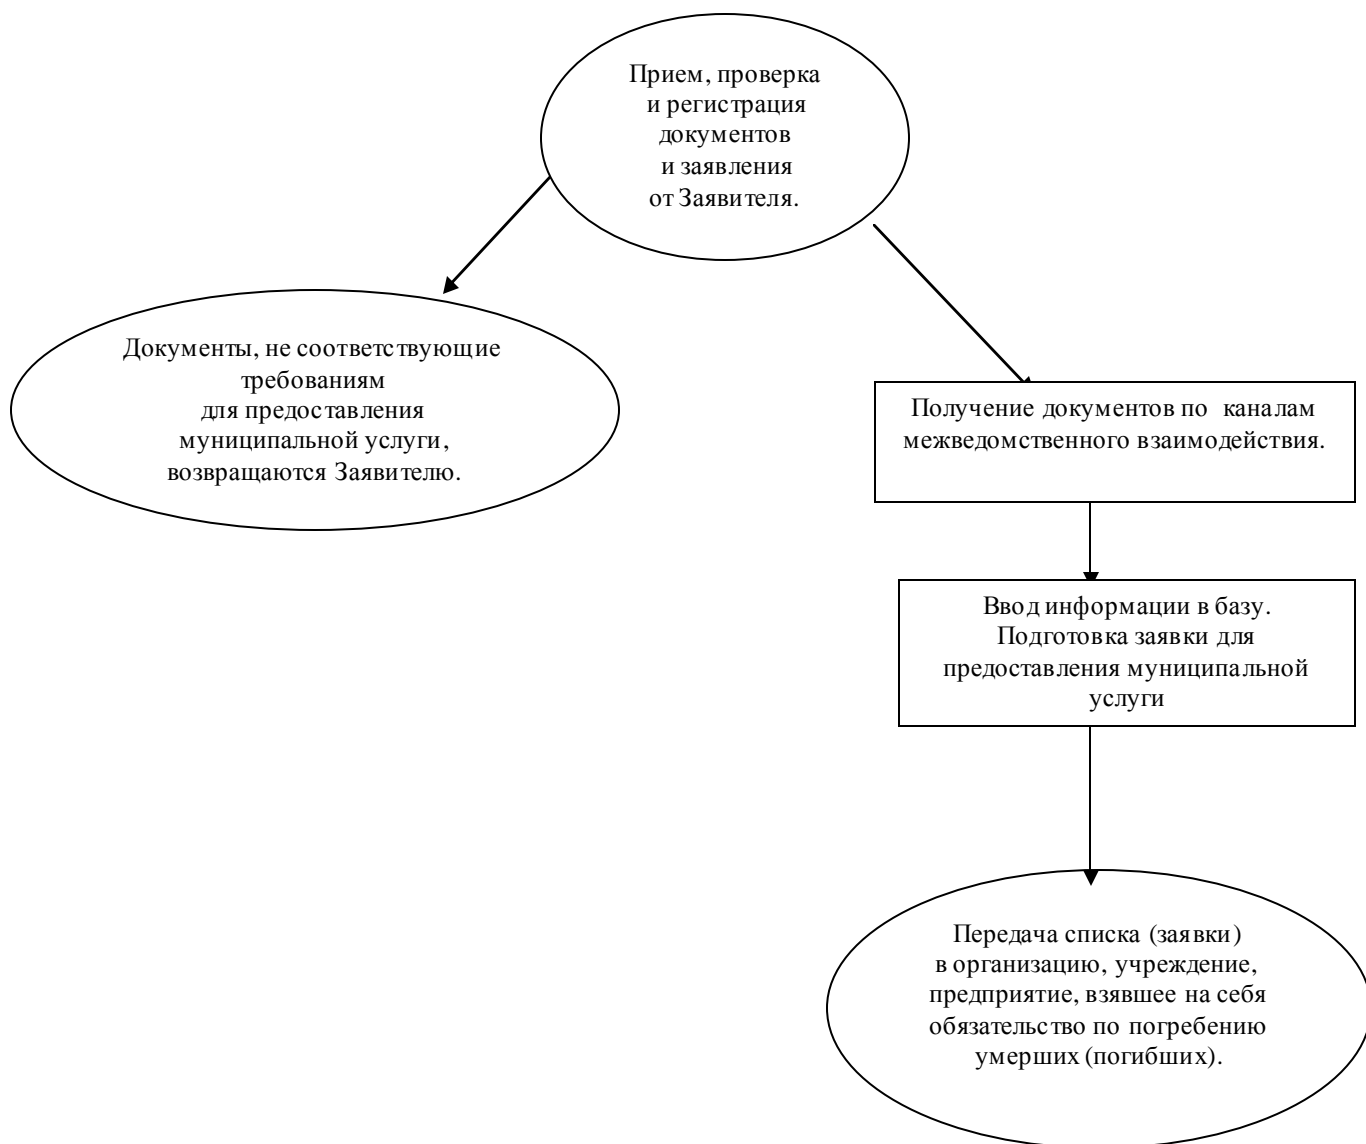 Прием, проверка
и регистрация
документов
и заявления
от Заявителя.
Документы, не соответствующие
требованиям
для предоставления
муниципальной услуги,
возвращаются Заявителю.
Получение документов по каналам
межведомственного взаимодействия.
Ввод информации в базу.
Подготовка заявки для
предоставления муниципальной
услуги
Передача списка (заявки)
в организацию, учреждение,
предприятие, взявшее на себя
обязательство по погребению
умерших (погибших).